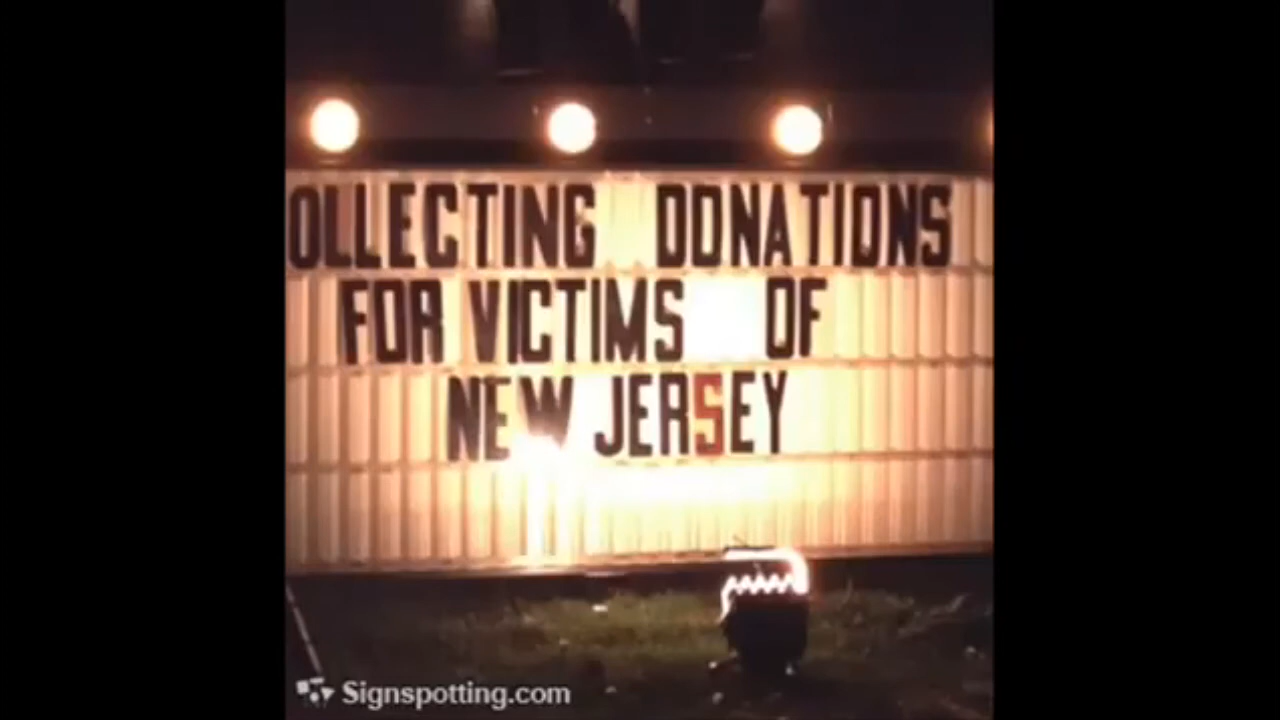 OLLECTING DONATIONS
FOR VICTIMS OF
NEW JERSEY
Signspotting.com